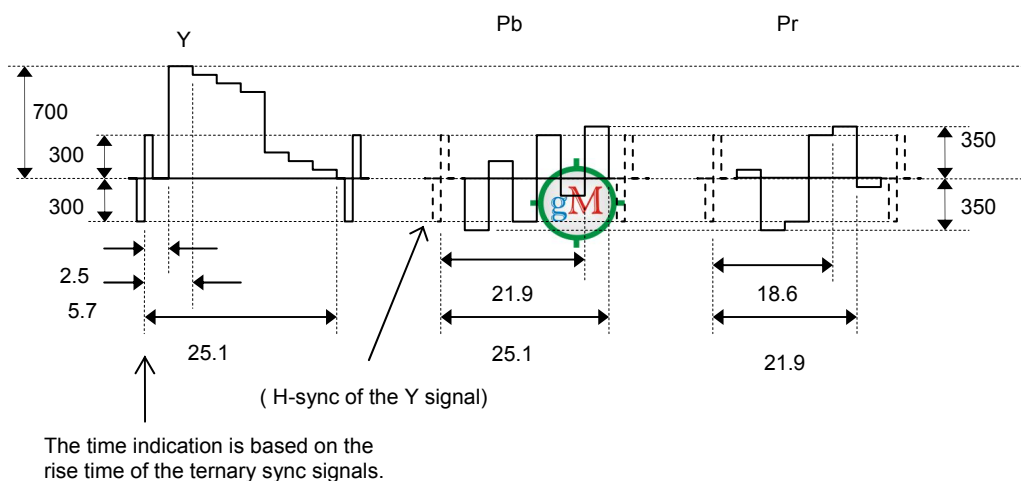 Y
Pb
Pr
700
300
300
350
350
gM
2.5
5.7
25.1
21.9
25.1
18.6
21.9
( H-sync of the Y signal)
The time indication is based on the
rise time of the ternary sync signals.